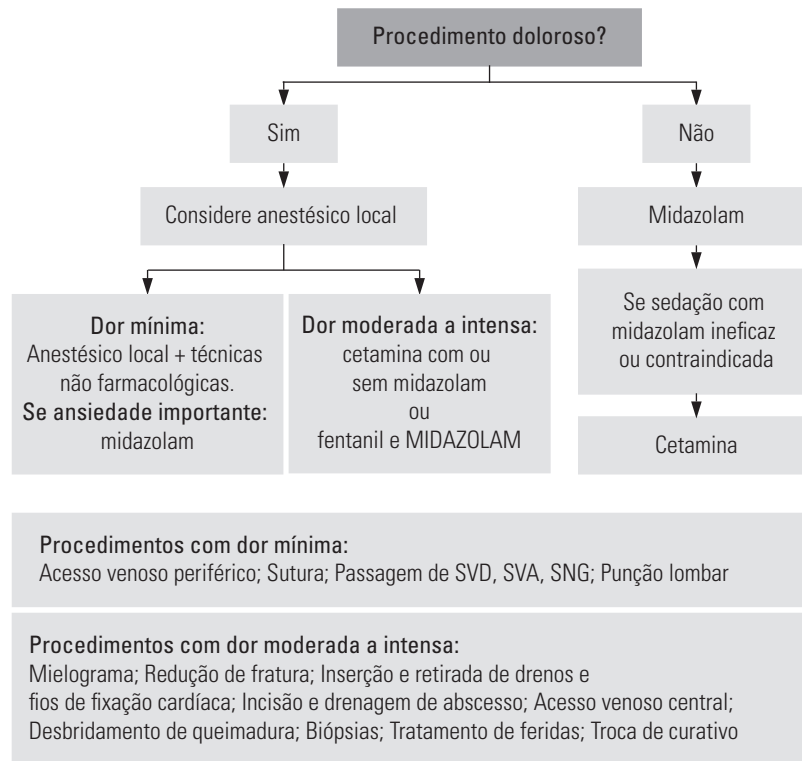 Procedimento doloroso?
Sim
Não
Considere anestésico local
Midazolam
Dor mínima:
Anestésico local + técnicas
não farmacológicas.
Se ansiedade importante:
midazolam
Dor moderada a intensa:
cetamina com ou
sem midazolam
ou
fentanil e MIDAZOLAM
Se sedação com
midazolam ineficaz
ou contraindicada
Cetamina
Procedimentos com dor mínima:
Acesso venoso periférico; Sutura; Passagem de SVD, SVA, SNG; Punção lombar
Procedimentos com dor moderada a intensa:
Mielograma; Redução de fratura; Inserção e retirada de drenos e
fios de fixação cardíaca; Incisão e drenagem de abscesso; Acesso venoso central;
Desbridamento de queimadura; Biópsias; Tratamento de feridas; Troca de curativo